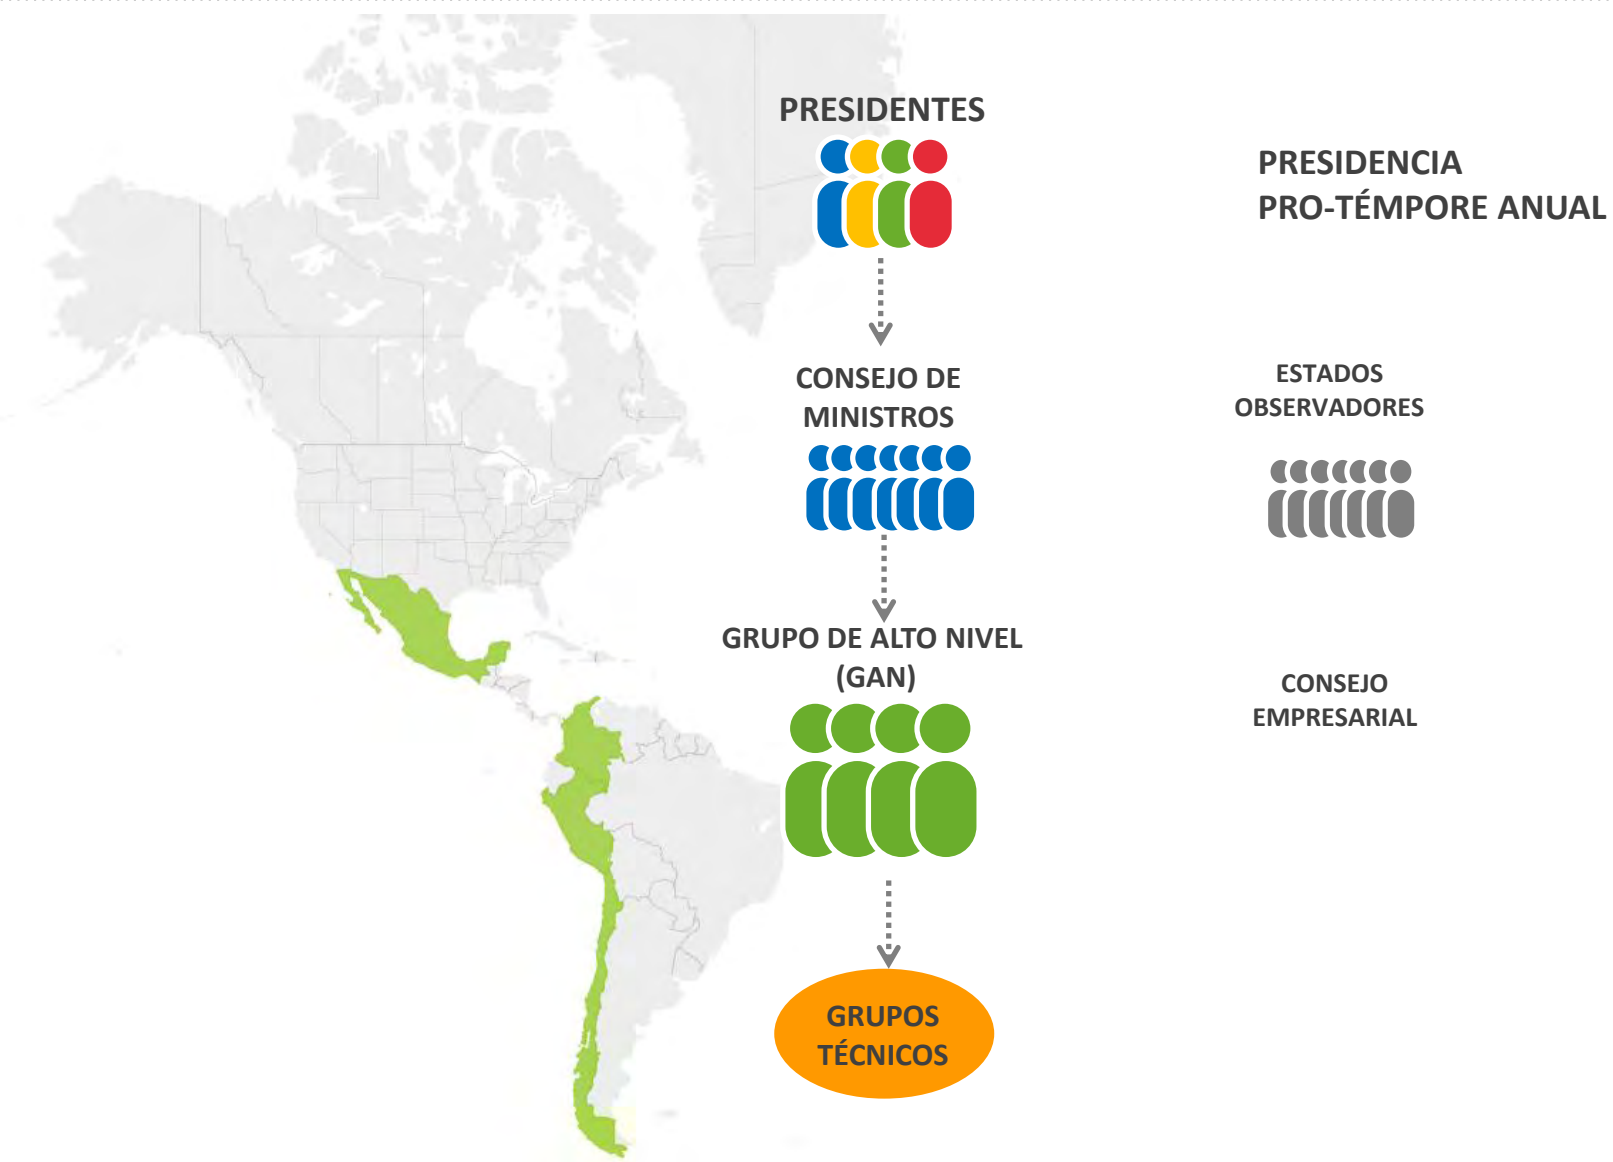 PRESIDENTES
PRESIDENCIA
PRO-TÉMPORE ANUAL
CONSEJO DE
MINISTROS
ESTADOS
OBSERVADORES
GRUPO DE ALTO NIVEL
(GAN)
CONSEJO
EMPRESARIAL
GRUPOS
TÉCNICOS